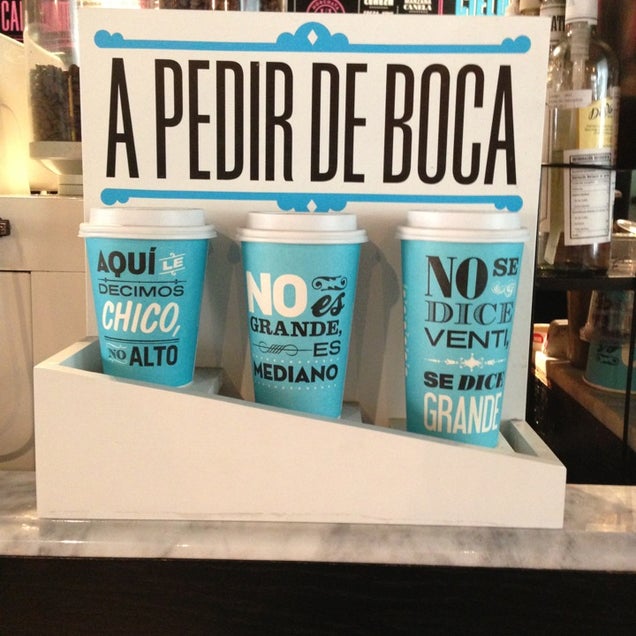 A PEDIR DE BOCA
AQUÍ LE
DECIMOS
CHICO,
NO ALTO
NO es
GRANDE,
ES
MEDIANO
NO SE
DICE
VENTI,
SE DICE
GRANDE
CANELA